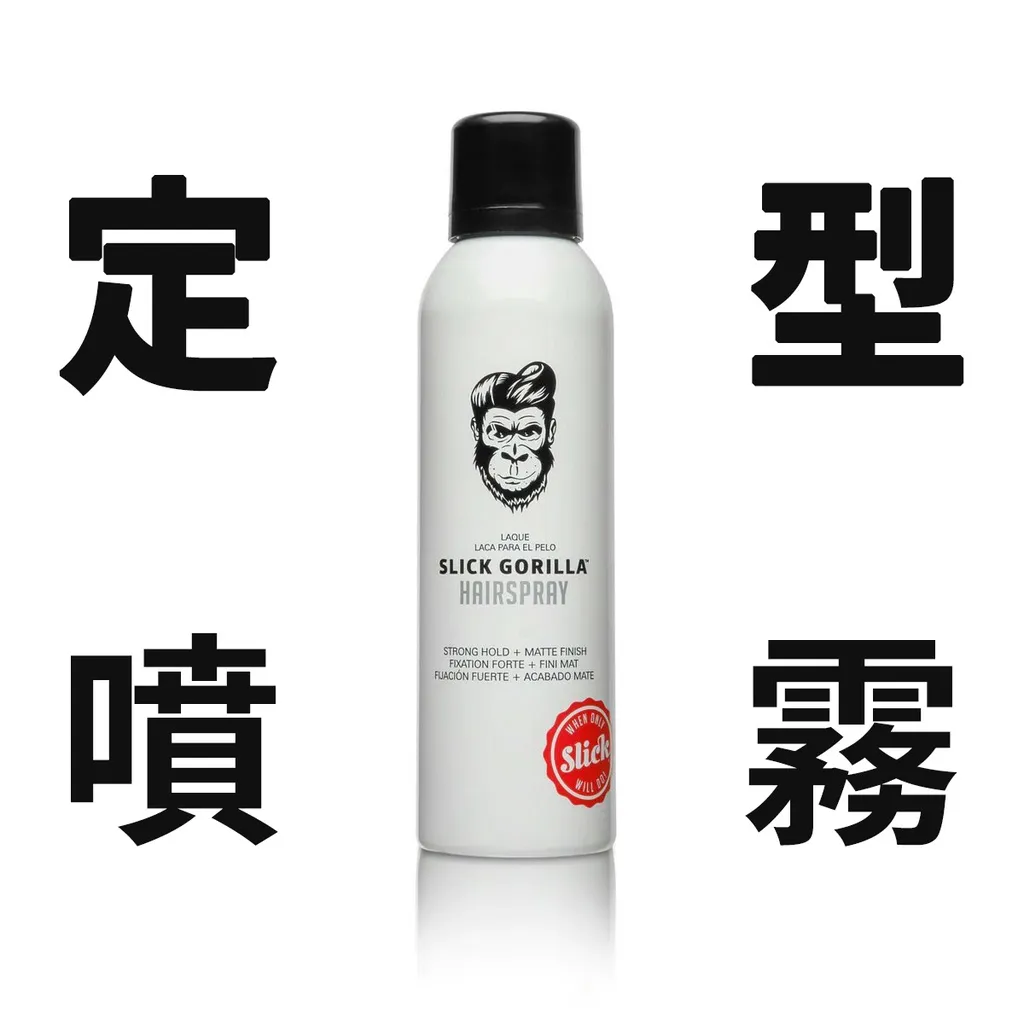 定型
噴霧
LAQUE
LACA PARA EL PELO
SLICK GORILLA™
HAIRSPRAY
STRONG HOLD + MATTE FINISH
FIXATION FORTE + FINI MAT
FIJACIÓN FUERTE + ACABADO MATE
WHEN ONLY
Slick
WILL DO!